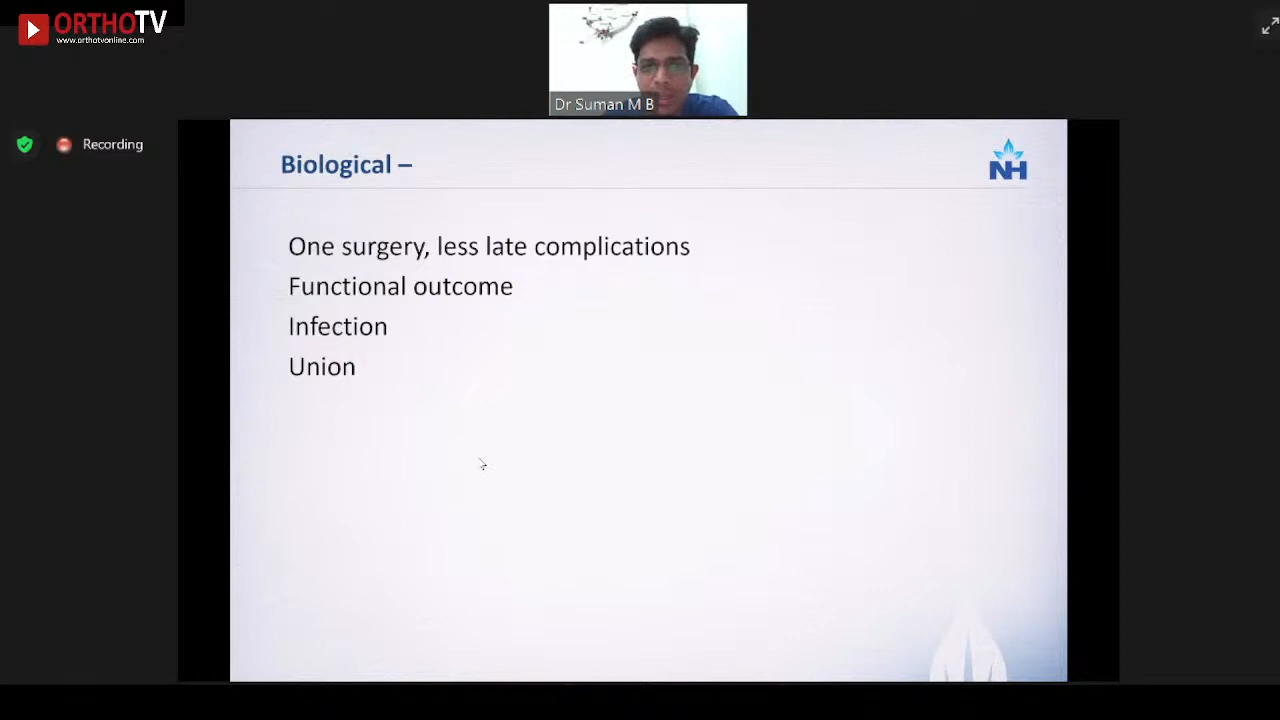 ORTHOTV
www.orthotvonline.com
Dr Suman M B
Recording
Biological –
NH
One surgery, less late complications
Functional outcome
Infection
Union